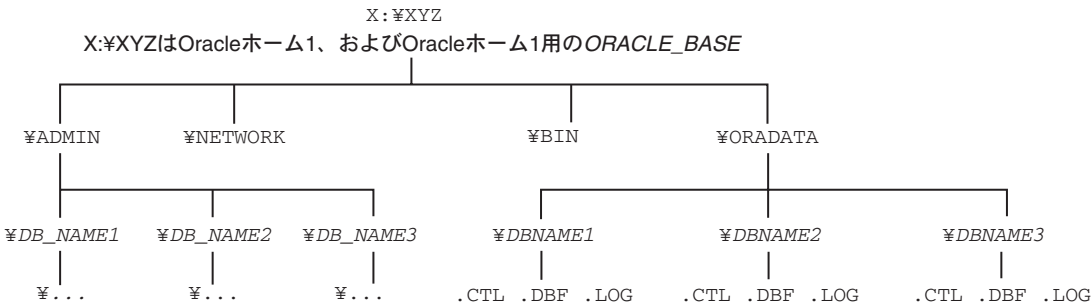 X:¥XYZ
X:¥XYZはOracleホーム1、およびOracleホーム1用のORACLE_BASE
¥ADMIN ¥NETWORK ¥BIN ¥ORADATA
¥DB_NAME1 ¥DB_NAME2 ¥DB_NAME3 ¥DBNAME1 ¥DBNAME2 ¥DBNAME3
¥... ¥... ¥... .CTL .DBF .LOG .CTL .DBF .LOG .CTL .DBF .LOG